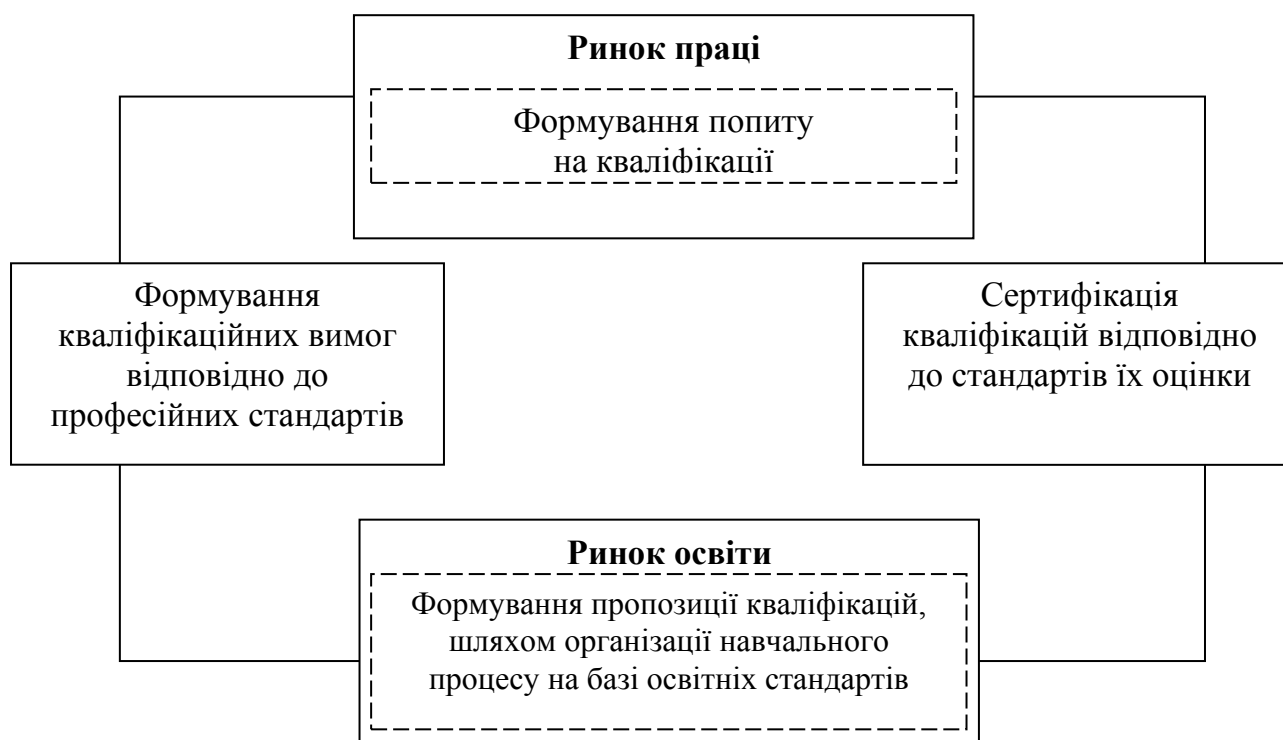 Ринок праці
Формування попиту
на кваліфікації
Формування
кваліфікаційних вимог
відповідно до
професійних стандартів
Сертифікація
кваліфікацій відповідно
до стандартів їх оцінки
Ринок освіти
Формування пропозиції кваліфікацій,
шляхом організації навчального
процесу на базі освітніх стандартів